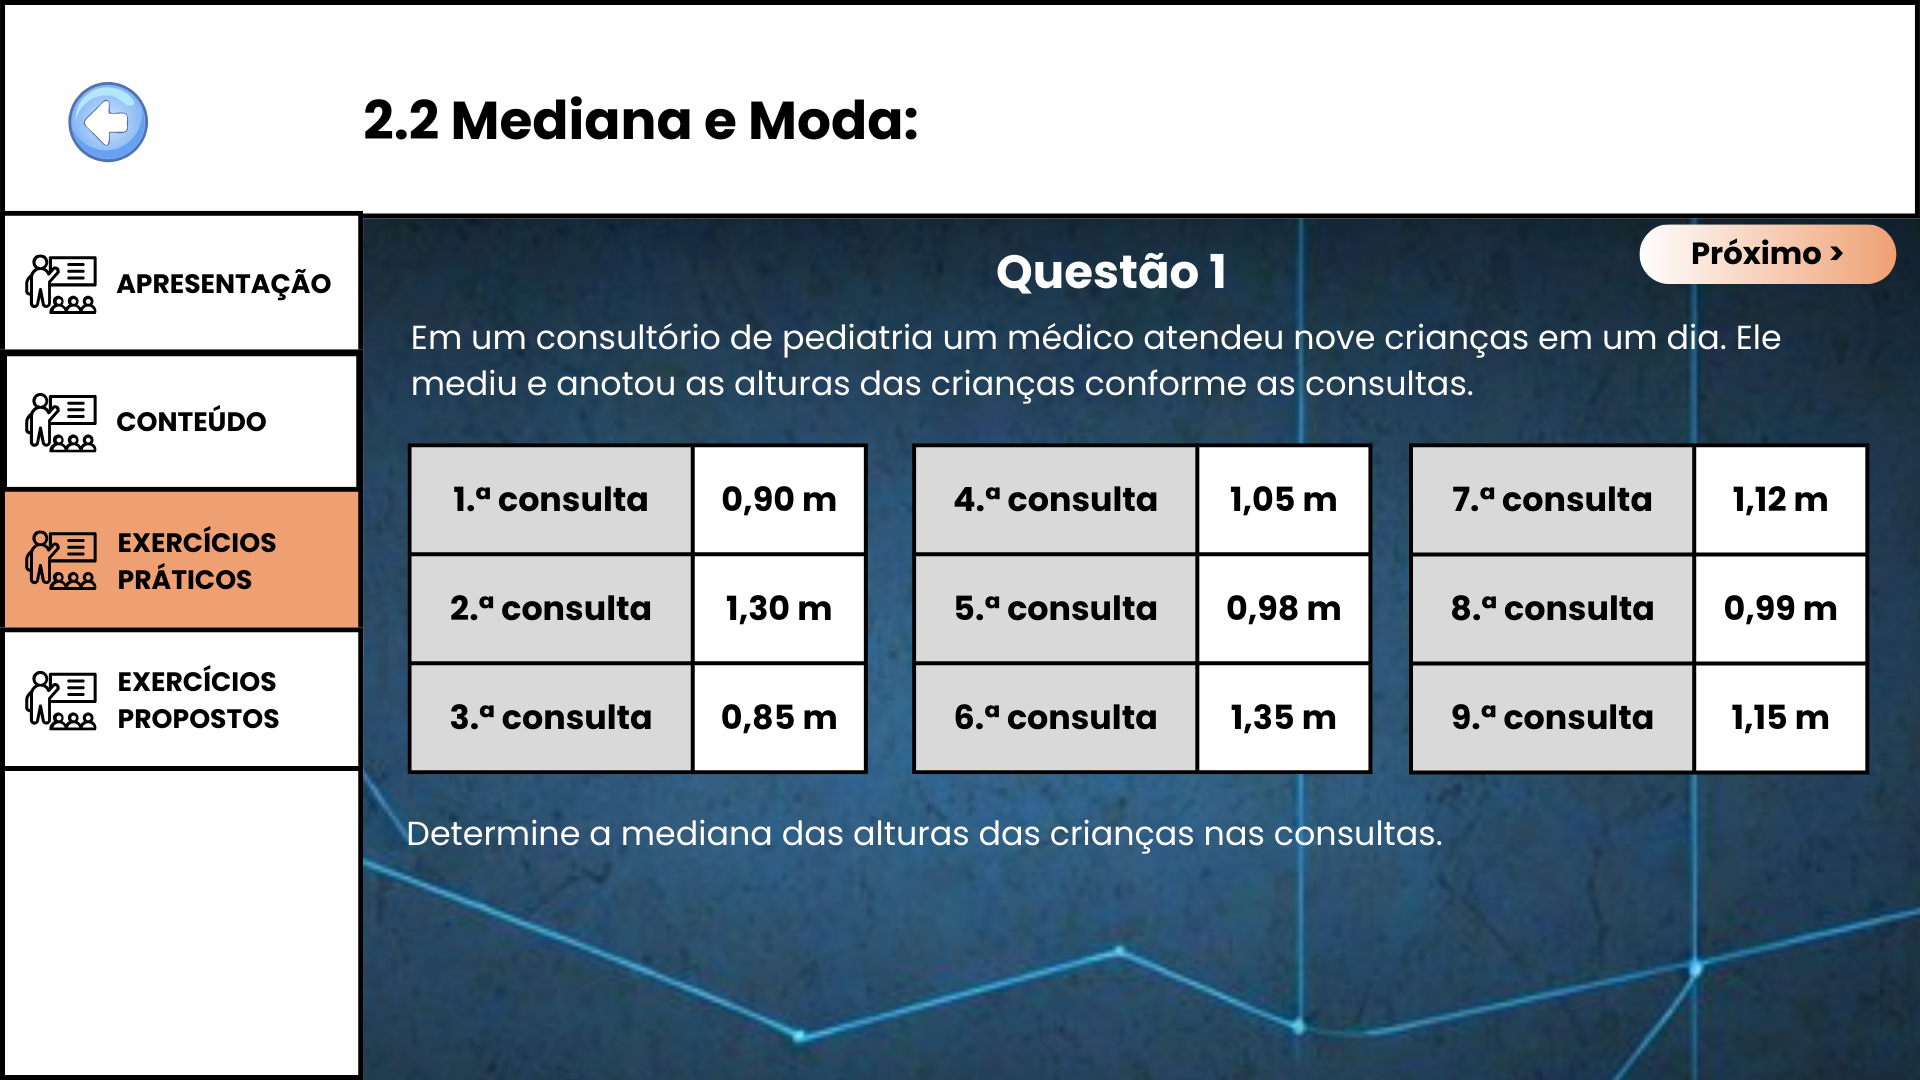 2.2 Mediana e Moda:
APRESENTAÇÃO
CONTEÚDO
EXERCÍCIOS
PRÁTICOS
EXERCÍCIOS
PROPOSTOS
Próximo >
Questão 1
Em um consultório de pediatria um médico atendeu nove crianças em um dia. Ele
mediu e anotou as alturas das crianças conforme as consultas.
1.ª consulta 0,90 m
2.ª consulta 1,30 m
3.ª consulta 0,85 m
4.ª consulta 1,05 m
5.ª consulta 0,98 m
6.ª consulta 1,35 m
7.ª consulta 1,12 m
8.ª consulta 0,99 m
9.ª consulta 1,15 m
Determine a mediana das alturas das crianças nas consultas.